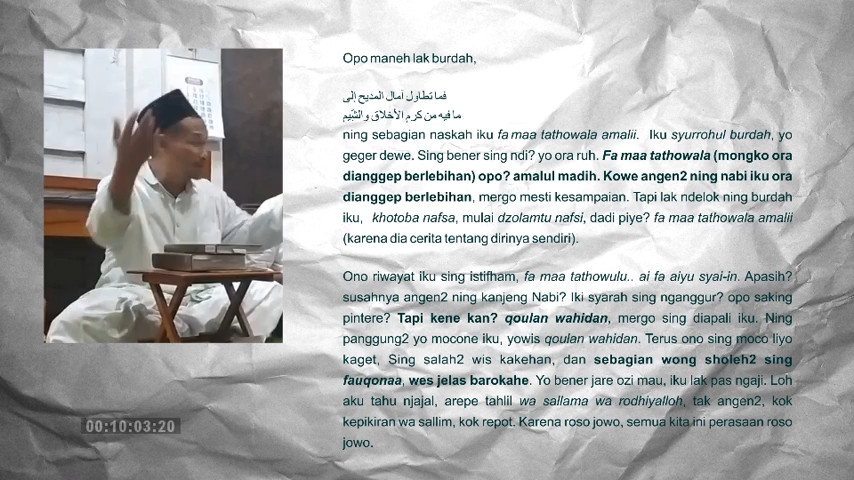 Opo maneh lak burdah,
فما تطاول آمال المديح إلى
ما فيه من كرم الأخلاق والشّيم
ning sebagian naskah iku fa maa tathowala amalii. Iku syurrohul burdah, yo
geger dewe. Sing bener sing ndi? yo ora ruh. Fa maa tathowala (mongko ora
dianggep berlebihan) opo? amalul madih. Kowe angen2 ning nabi iku ora
dianggep berlebihan, mergo mesti kesampaian. Tapi lak ndelok ning burdah
iku, khotoba nafsa, mulai dzolamtu nafsi, dadi piye? fa maa tathowala amalii
(karena dia cerita tentang dirinya sendiri).
Ono riwayat iku sing istifham, fa maa tathowulu.. ai fa aiyu syai-in. Apasih?
susahnya angen2 ning kanjeng Nabi? Iki syarah sing nganggur? opo saking
pintere? Tapi kene kan? qoulan wahidan, mergo sing diapali iku. Ning
panggung2 yo mocone iku, yowis qoulan wahidan. Terus ono sing moco liyo
kaget, Sing salah2 wis kakehan, dan sebagian wong sholeh2 sing
fauqonaa, wes jelas barokahe. Yo bener jare ozi mau, iku lak pas ngaji. Loh
aku tahu njajal, arepe tahlil wa sallama wa rodhiyalloh, tak angen2, kok
kepikiran wa sallim, kok repot. Karena roso jowo, semua kita ini perasaan roso
jowo.
00:10:03:20